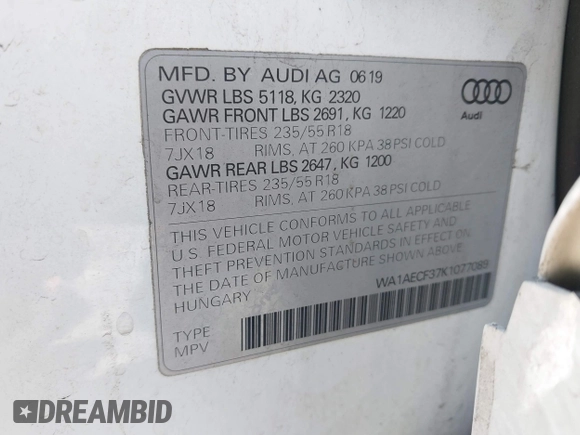 MFD. BY AUDI AG 06 19
GVWR LBS 5118, KG 2320
GAWR FRONT LBS 2691, KG 1220
FRONT-TIRES 235/55 R18
7JX18 RIMS, AT 260 KPA 38 PSI COLD
GAWR REAR LBS 2647, KG 1200
REAR-TIRES 235/55 R18
7JX18 RIMS, AT 260 KPA 38 PSI COLD
Audi
THIS VEHICLE CONFORMS TO ALL APPLICABLE
U.S. FEDERAL MOTOR VEHICLE SAFETY AND
THEFT PREVENTION STANDARDS IN EFFECT ON
THE DATE OF MANUFACTURE SHOWN ABOVE
HUNGARY
WA1AECF37K1077089
TYPE
MPV
DREAMBID